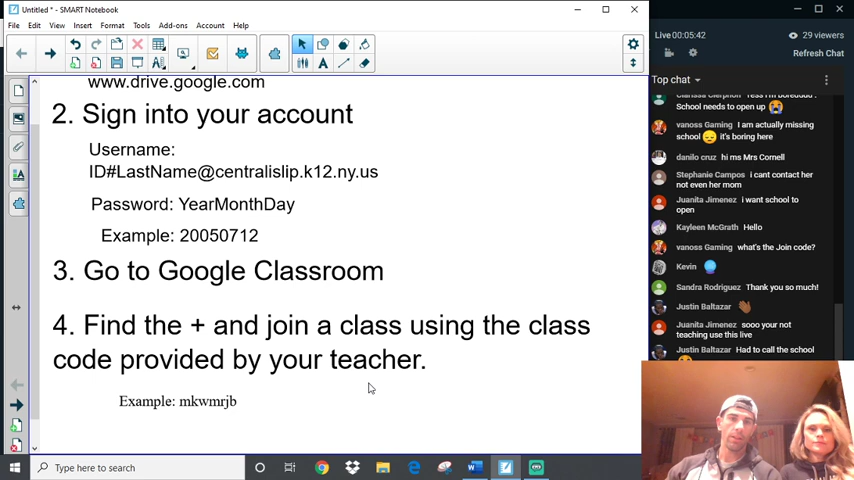 Untitled * - SMART Notebook
File Edit View Insert Format Tools Add-ons Account Help
www.drive.google.com
2. Sign into your account
Username:
ID#LastName@centralislip.k12.ny.us
Password: YearMonthDay
Example: 20050712
3. Go to Google Classroom
4. Find the + and join a class using the class
code provided by your teacher.
Example: mkwmrjb
Type here to search
Live 00:05:42 29 viewers
Refresh Chat
Top chat
School needs to open up
vanoss Gaming I am actually missing
school it's boring here
danilo cruz hi ms Mrs Cornell
Stephanie Campos i cant contact her
not even her mom
Juanita Jimenez i want school to
open
Kayleen McGrath Hello
vanoss Gaming what's the Join code?
Kevin
Sandra Rodriguez Thank you so much!
Justin Baltazar
Juanita Jimenez sooo your not
teaching use this live
Justin Baltazar Had to call the school